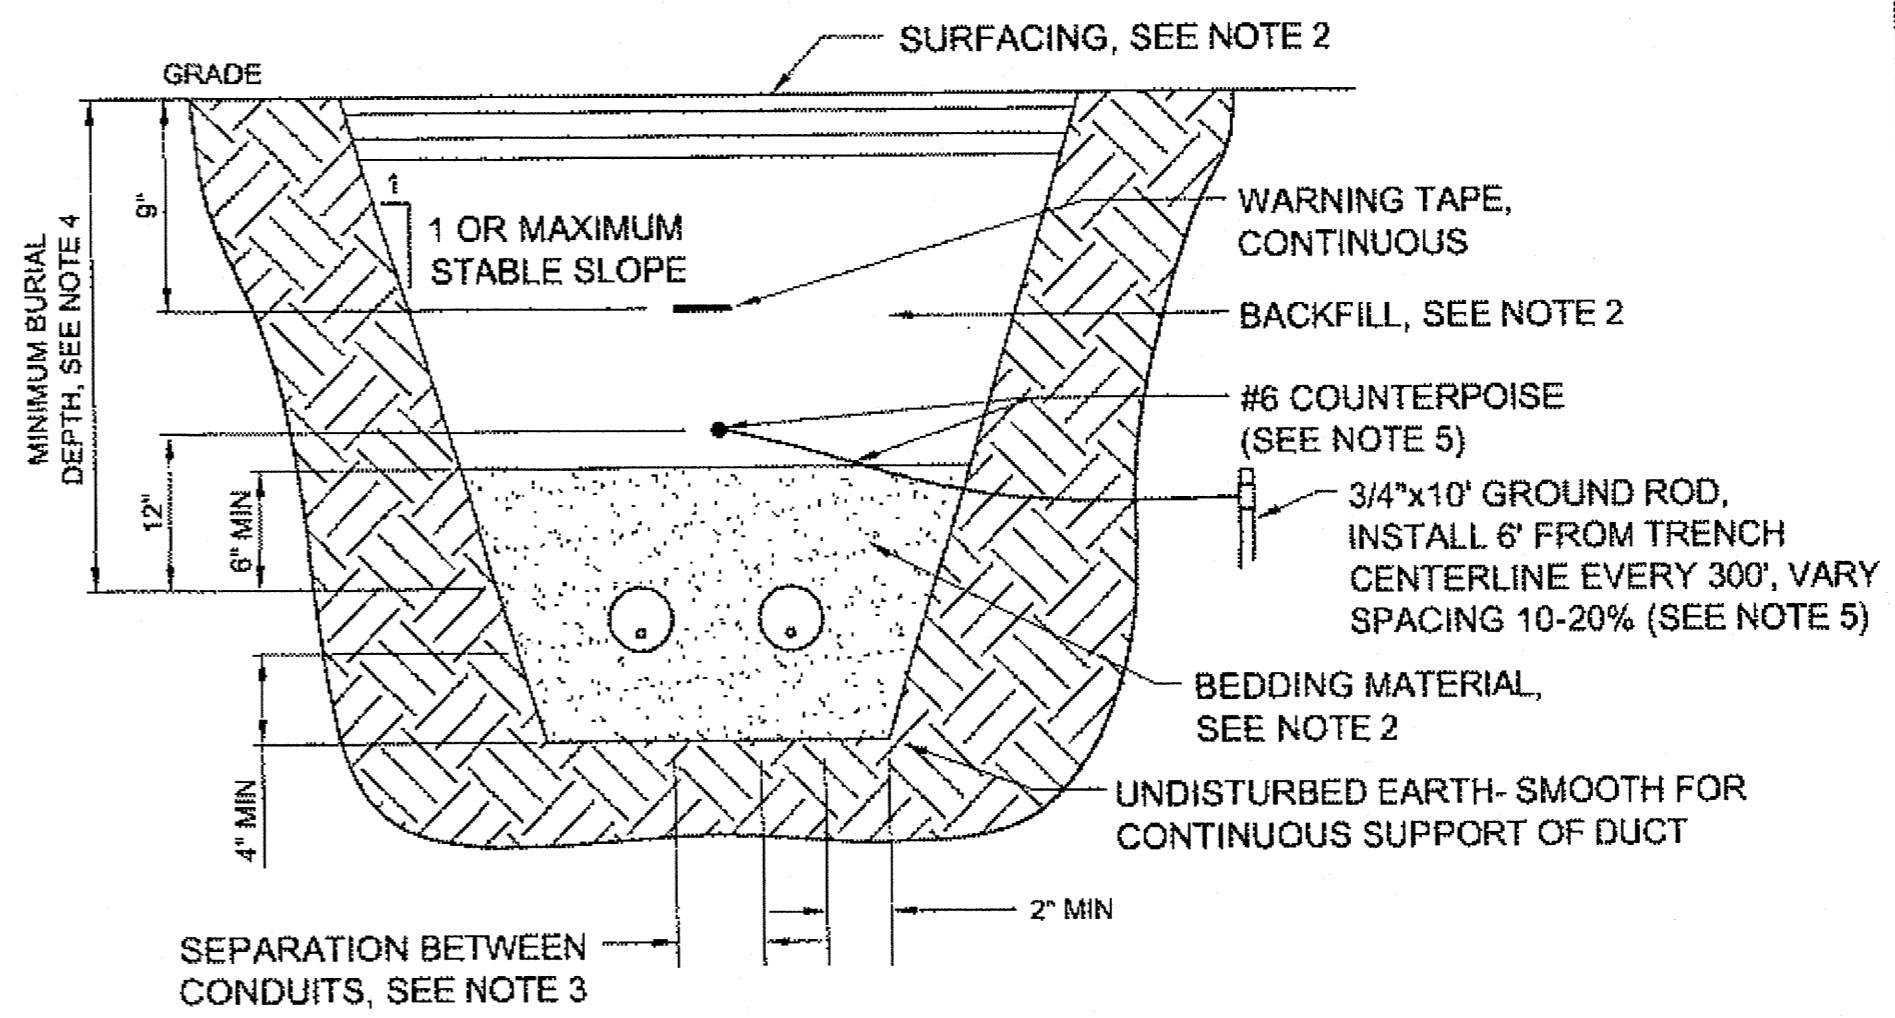 SURFACING, SEE NOTE 2
GRADE
9"
MINIMUM BURIAL
DEPTH, SEE NOTE 4
1
1 OR MAXIMUM
STABLE SLOPE
WARNING TAPE,
CONTINUOUS
BACKFILL, SEE NOTE 2
#6 COUNTERPOISE
(SEE NOTE 5)
12"
6" MIN
3/4"x10' GROUND ROD,
INSTALL 6' FROM TRENCH
CENTERLINE EVERY 300', VARY
SPACING 10-20% (SEE NOTE 5)
BEDDING MATERIAL,
SEE NOTE 2
4" MIN
UNDISTURBED EARTH- SMOOTH FOR
CONTINUOUS SUPPORT OF DUCT
2" MIN
SEPARATION BETWEEN
CONDUITS, SEE NOTE 3